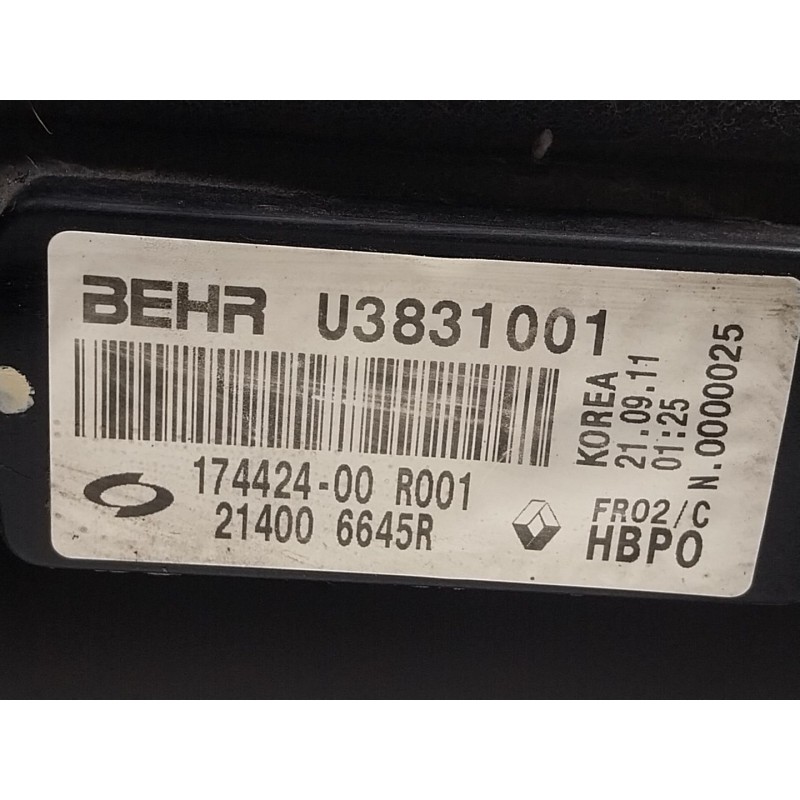 BEHR U3831001
174424-00 R001
21400 6645R
KOREA
21.09.11
01:25
N.0000025
FR02/C
HBPO